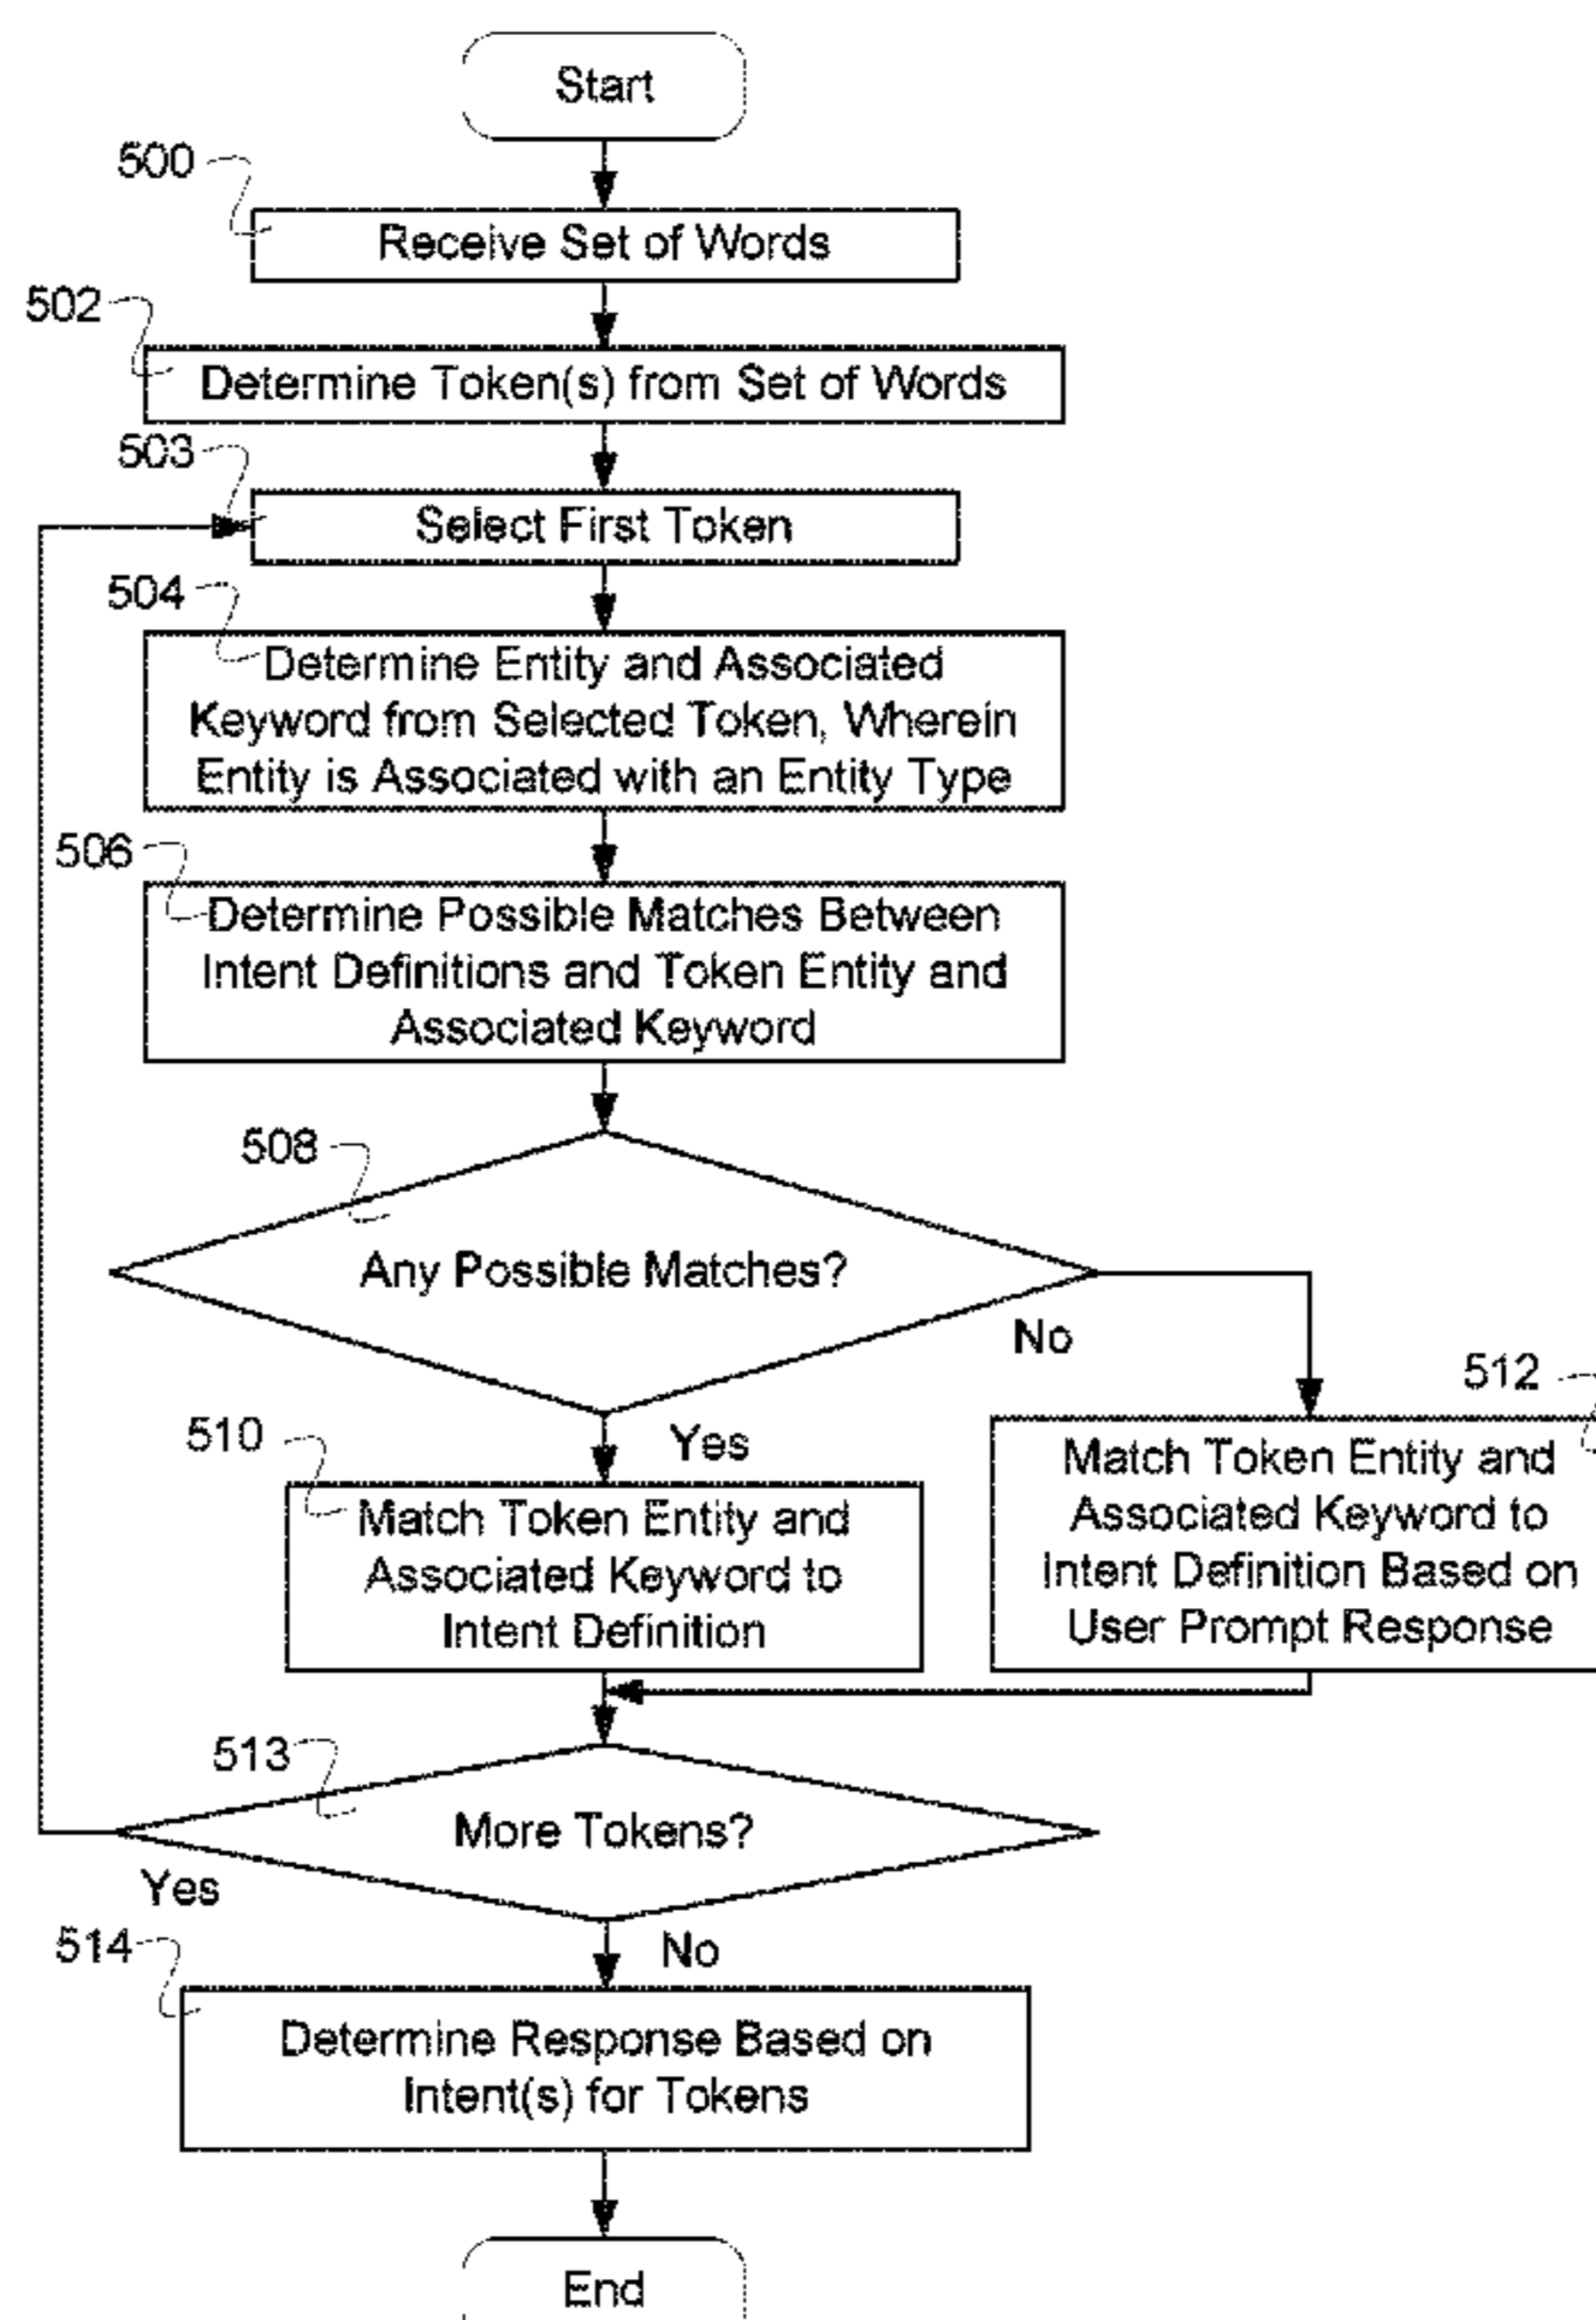 Start
500
Receive Set of Words
502
Determine Token(s) from Set of Words
503
Select First Token
504
Determine Entity and Associated
Keyword from Selected Token, Wherein
Entity is Associated with an Entity Type
506
Determine Possible Matches Between
Intent Definitions and Token Entity and
Associated Keyword
508
Any Possible Matches?
No
Yes
510
Match Token Entity and
Associated Keyword to
Intent Definition
512
Match Token Entity and
Associated Keyword to
Intent Definition Based on
User Prompt Response
513
More Tokens?
Yes
No
514
Determine Response Based on
Intent(s) for Tokens
End